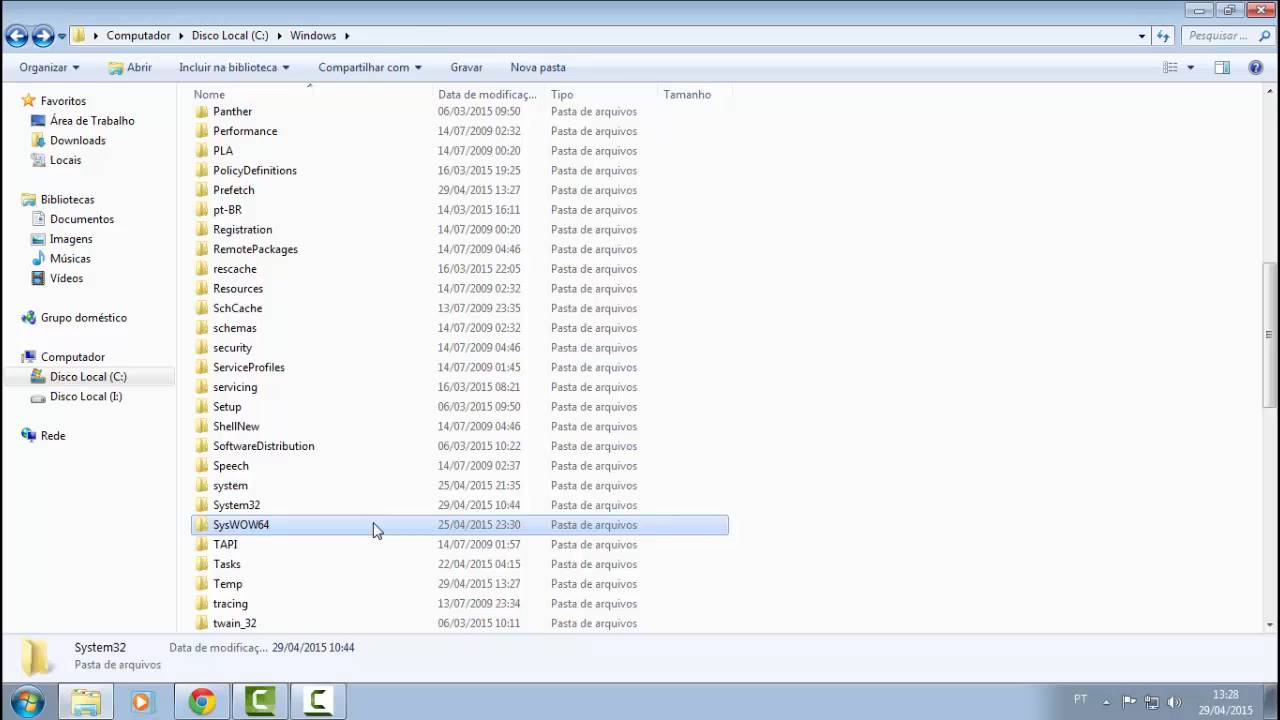 Computador Disco Local (C:) Windows Pesquisar...
Organizar Abrir Incluir na biblioteca Compartilhar com Gravar Nova pasta
Favoritos
Área de Trabalho
Downloads
Locais
Bibliotecas
Documentos
Imagens
Músicas
Vídeos
Grupo doméstico
Computador
Disco Local (C:)
Disco Local (I:)
Rede
Nome Data de modificaç... Tipo Tamanho
Panther 06/03/2015 09:50 Pasta de arquivos
Performance 14/07/2009 02:32 Pasta de arquivos
PLA 14/07/2009 00:20 Pasta de arquivos
PolicyDefinitions 16/03/2015 19:25 Pasta de arquivos
Prefetch 29/04/2015 13:27 Pasta de arquivos
pt-BR 14/03/2015 16:11 Pasta de arquivos
Registration 14/07/2009 00:20 Pasta de arquivos
RemotePackages 14/07/2009 04:46 Pasta de arquivos
rescache 16/03/2015 22:05 Pasta de arquivos
Resources 14/07/2009 02:32 Pasta de arquivos
SchCache 13/07/2009 23:35 Pasta de arquivos
schemas 14/07/2009 02:32 Pasta de arquivos
security 14/07/2009 04:46 Pasta de arquivos
ServiceProfiles 14/07/2009 01:45 Pasta de arquivos
servicing 16/03/2015 08:21 Pasta de arquivos
Setup 06/03/2015 09:50 Pasta de arquivos
ShellNew 14/07/2009 04:46 Pasta de arquivos
SoftwareDistribution 06/03/2015 10:22 Pasta de arquivos
Speech 14/07/2009 02:37 Pasta de arquivos
system 25/04/2015 21:35 Pasta de arquivos
System32 29/04/2015 10:44 Pasta de arquivos
SysWOW64 25/04/2015 23:30 Pasta de arquivos
TAPI 14/07/2009 01:57 Pasta de arquivos
Tasks 22/04/2015 04:15 Pasta de arquivos
Temp 29/04/2015 13:27 Pasta de arquivos
tracing 13/07/2009 23:34 Pasta de arquivos
twain_32 06/03/2015 10:11 Pasta de arquivos
System32 Data de modificaç... 29/04/2015 10:44
Pasta de arquivos
PT 13:28
29/04/2015